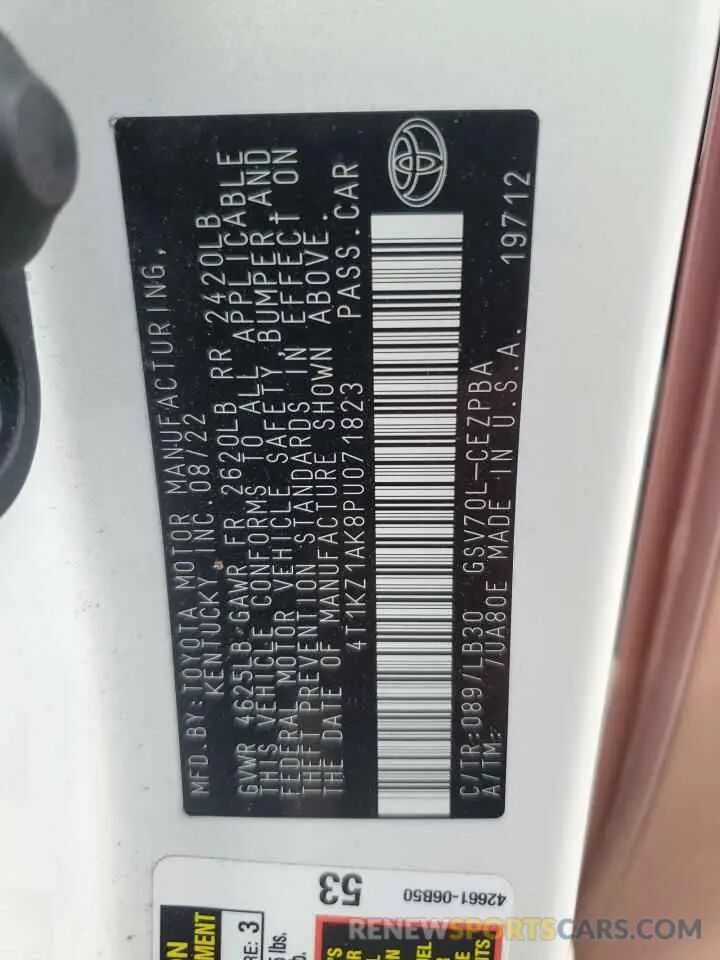 MFD.BY:TOYOTA MOTOR MANUFACTURING,
KENTUCKY INC. 08/22
GVWR 4625LB GAWR FR 2620LB RR 2420LB
THIS VEHICLE CONFORMS TO ALL APPLICABLE
FEDERAL MOTOR VEHICLE SAFETY, BUMPER, AND
THEFT PREVENTION STANDARDS IN EFFECT ON
THE DATE OF MANUFACTURE SHOWN ABOVE.
4T1KZ1AK8PU071823 PASS.CAR
C/TR:089/LB30 GSV70L-CEZPBA 19712
A/TM:-/UA80E MADE IN U.S.A.
53
42661-06B50
RE: 3
lbs.
RENEWSPORTSCARS.COM